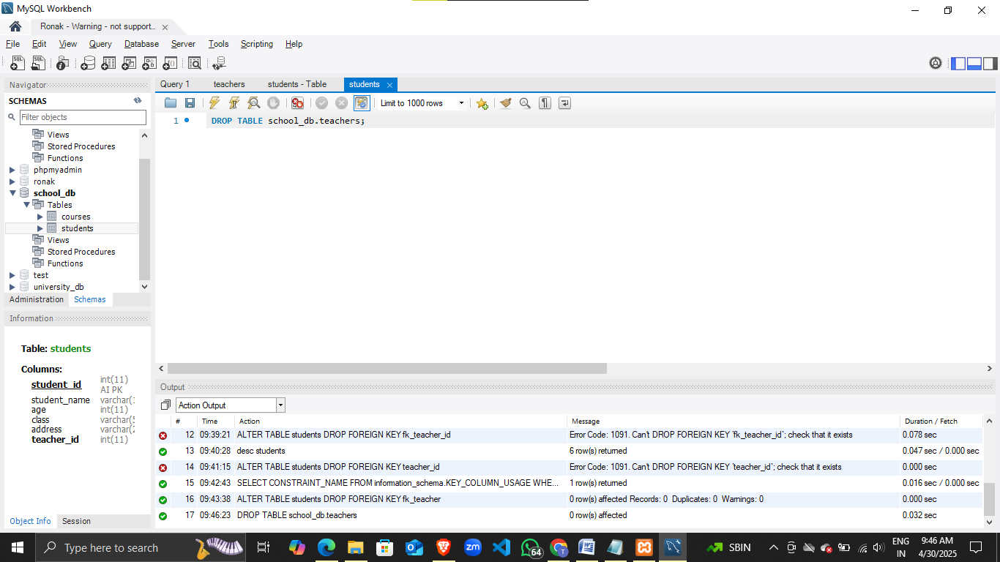 MySQL Workbench
Ronak - Warning - not support...
File Edit View Query Database Server Tools Scripting Help
Navigator
SCHEMAS
Filter objects
Views
Stored Procedures
Functions
phpmyadmin
ronak
school_db
Tables
courses
students
Views
Stored Procedures
Functions
test
university_db
Administration Schemas
Information
Table: students
Columns:
student_id int(11)
AI PK
student_name varchar(1
age int(11)
class varchar(5
address varchar(2
teacher_id int(11)
Object Info Session
Query 1 teachers students - Table students
Limit to 1000 rows
1 DROP TABLE school_db.teachers;
Output
Action Output
# Time Action Message Duration / Fetch
12 09:39:21 ALTER TABLE students DROP FOREIGN KEY fk_teacher_id Error Code: 1091. Can't DROP FOREIGN KEY `fk_teacher_id`; check that it exists 0.078 sec
13 09:40:28 desc students 6 row(s) returned 0.047 sec / 0.000 sec
14 09:41:15 ALTER TABLE students DROP FOREIGN KEY teacher_id Error Code: 1091. Can't DROP FOREIGN KEY `teacher_id`; check that it exists 0.000 sec
15 09:42:43 SELECT CONSTRAINT_NAME FROM information_schema.KEY_COLUMN_USAGE WHE... 1 row(s) returned 0.016 sec / 0.000 sec
16 09:43:38 ALTER TABLE students DROP FOREIGN KEY fk_teacher 0 row(s) affected Records: 0 Duplicates: 0 Warnings: 0 0.000 sec
17 09:46:23 DROP TABLE school_db.teachers 0 row(s) affected 0.032 sec
Type here to search
zm
64
T
SBIN
ENG
IN
9:46 AM
4/30/2025